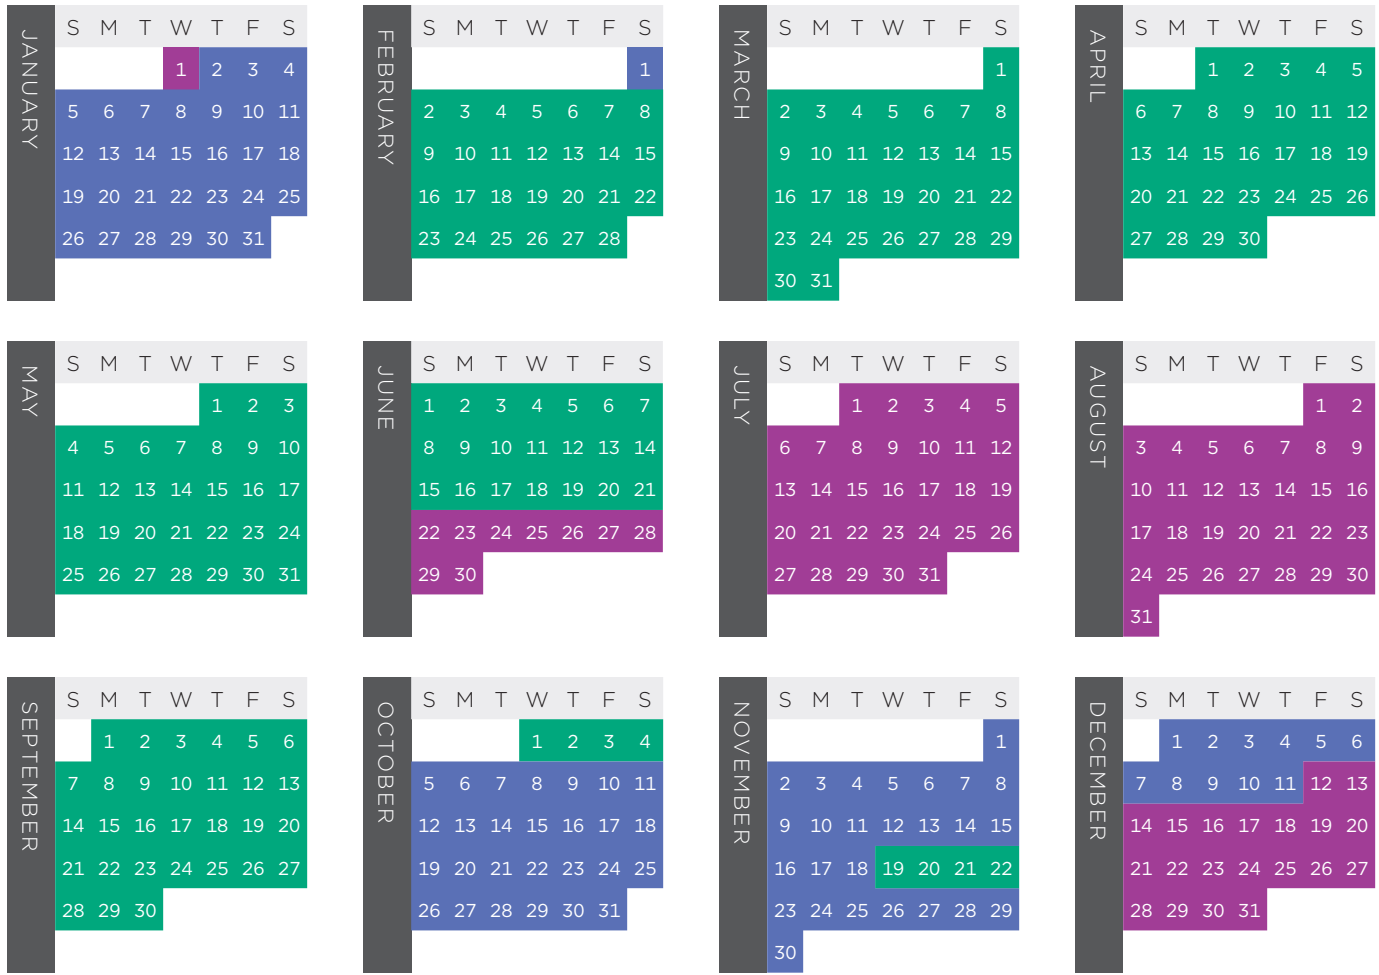 JANUARY
S M T W T F S
1 2 3 4
5 6 7 8 9 10 11
12 13 14 15 16 17 18
19 20 21 22 23 24 25
26 27 28 29 30 31
FEBRUARY
S M T W T F S
1
2 3 4 5 6 7 8
9 10 11 12 13 14 15
16 17 18 19 20 21 22
23 24 25 26 27 28
MARCH
S M T W T F S
1
2 3 4 5 6 7 8
9 10 11 12 13 14 15
16 17 18 19 20 21 22
23 24 25 26 27 28 29
30 31
APRIL
S M T W T F S
1 2 3 4 5
6 7 8 9 10 11 12
13 14 15 16 17 18 19
20 21 22 23 24 25 26
27 28 29 30
MAY
S M T W T F S
1 2 3
4 5 6 7 8 9 10
11 12 13 14 15 16 17
18 19 20 21 22 23 24
25 26 27 28 29 30 31
JUNE
S M T W T F S
1 2 3 4 5 6 7
8 9 10 11 12 13 14
15 16 17 18 19 20 21
22 23 24 25 26 27 28
29 30
JULY
S M T W T F S
1 2 3 4 5
6 7 8 9 10 11 12
13 14 15 16 17 18 19
20 21 22 23 24 25 26
27 28 29 30 31
AUGUST
S M T W T F S
1 2
3 4 5 6 7 8 9
10 11 12 13 14 15 16
17 18 19 20 21 22 23
24 25 26 27 28 29 30
31
SEPTEMBER
S M T W T F S
1 2 3 4 5 6
7 8 9 10 11 12 13
14 15 16 17 18 19 20
21 22 23 24 25 26 27
28 29 30
OCTOBER
S M T W T F S
1 2 3 4
5 6 7 8 9 10 11
12 13 14 15 16 17 18
19 20 21 22 23 24 25
26 27 28 29 30 31
NOVEMBER
S M T W T F S
1
2 3 4 5 6 7 8
9 10 11 12 13 14 15
16 17 18 19 20 21 22
23 24 25 26 27 28 29
30
DECEMBER
S M T W T F S
1 2 3 4 5 6
7 8 9 10 11 12 13
14 15 16 17 18 19 20
21 22 23 24 25 26 27
28 29 30 31